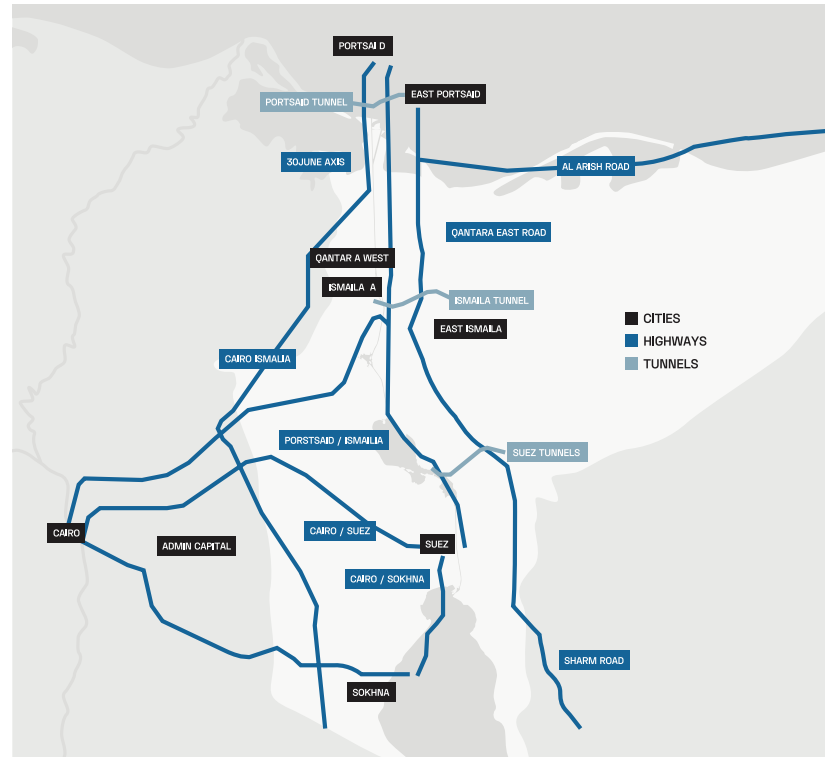 PORTSAI D
EAST PORTSAID
PORTSAID TUNNEL
30JUNE AXIS
AL ARISH ROAD
QANTARA EAST ROAD
QANTAR A WEST
ISMAILA A
ISMAILA TUNNEL
EAST ISMAILA
CITIES
HIGHWAYS
TUNNELS
CAIRO ISMALIA
PORSTSAID / ISMAILIA
SUEZ TUNNELS
CAIRO / SUEZ
CAIRO
ADMIN CAPITAL
SUEZ
CAIRO / SOKHNA
SHARM ROAD
SOKHNA